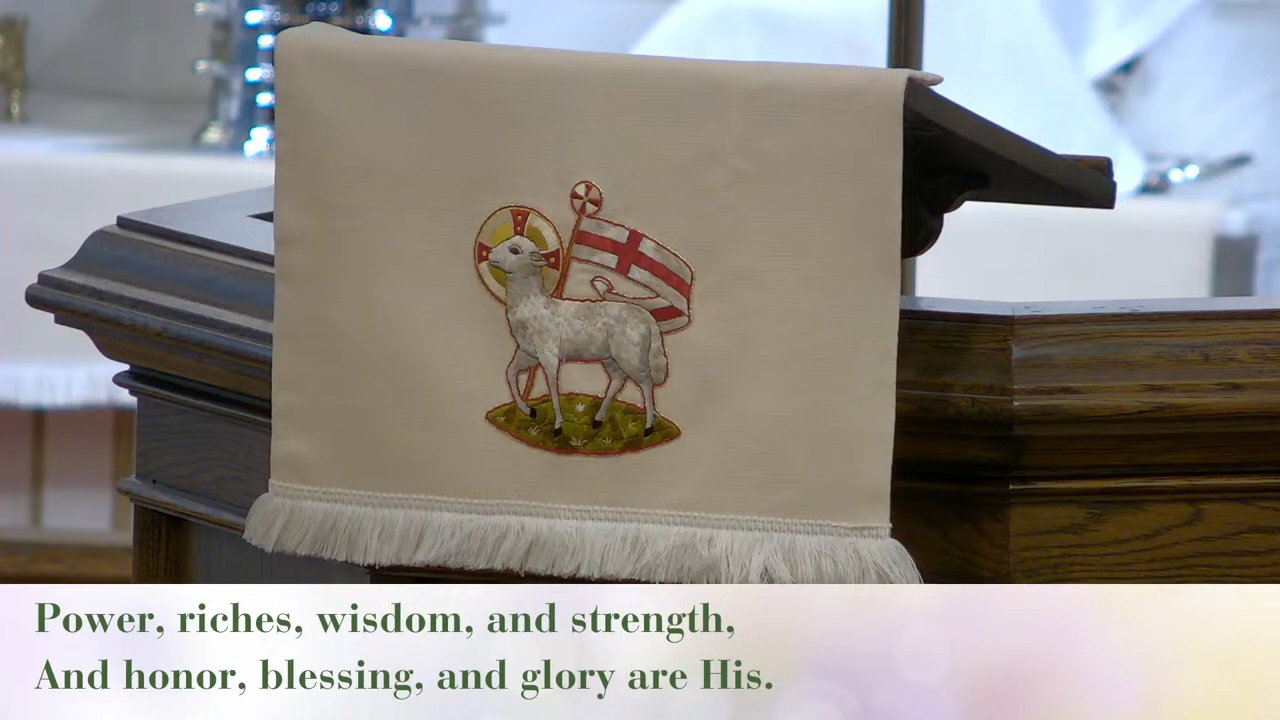 Power, riches, wisdom, and strength,
And honor, blessing, and glory are His.